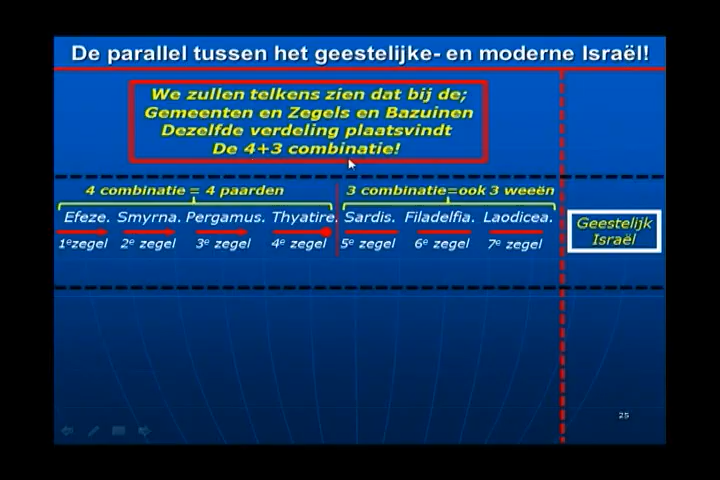 De parallel tussen het geestelijke- en moderne Israël!
We zullen telkens zien dat bij de;
Gemeenten en Zegels en Bazuinen
Dezelfde verdeling plaatsvindt
De 4+3 combinatie!
4 combinatie = 4 paarden
3 combinatie=ook 3 weeën
Efeze. Smyrna. Pergamus. Thyatire. Sardis. Filadelfia. Laodicea.
1e zegel 2e zegel 3e zegel 4e zegel 5e zegel 6e zegel 7e zegel
Geestelijk
Israël
25